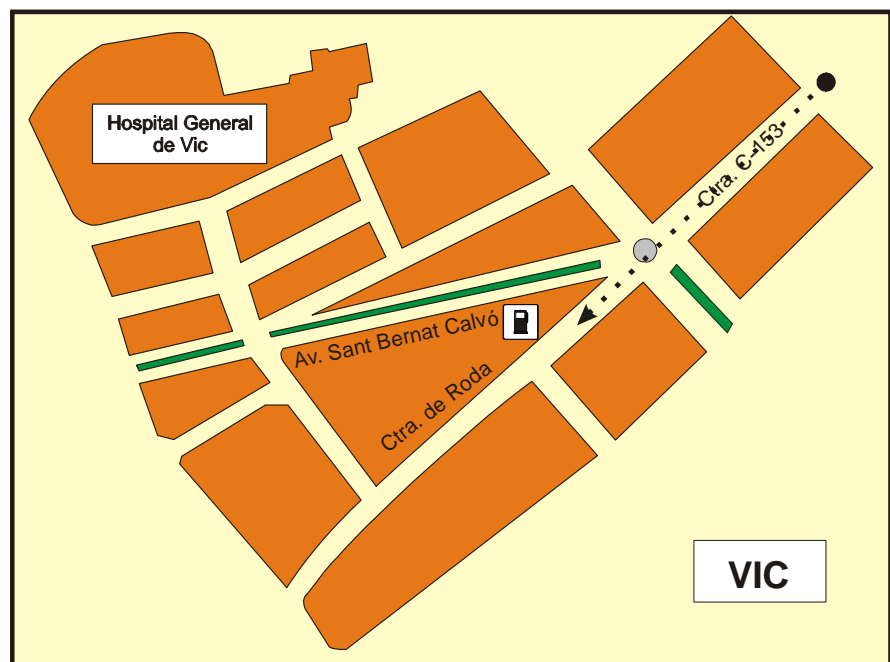 Hospital General
de Vic
Ctra. C-153
Av. Sant Bernat Calvó
Ctra. de Roda
VIC